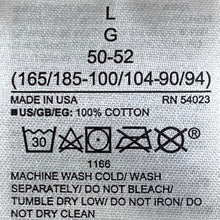 L
G
50-52
(165/185-100/104-90/94)
MADE IN USA RN 54023
■ US/GB/EG: 100% COTTON
30
1166
MACHINE WASH COLD/ WASH
SEPARATELY/ DO NOT BLEACH/
TUMBLE DRY LOW/ DO NOT IRON/ DO
NOT DRY CLEAN